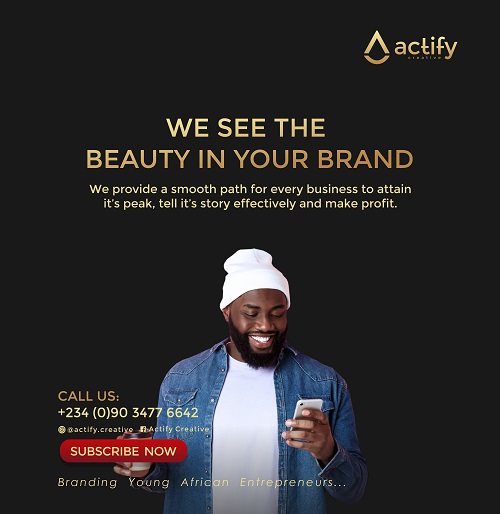 actify
creative
WE SEE THE
BEAUTY IN YOUR BRAND
We provide a smooth path for every business to attain
it's peak, tell it's story effectively and make profit.
CALL US:
+234 (0)90 3477 6642
@actify.creative Actify Creative
SUBSCRIBE NOW
Branding Young African Entrepreneurs...